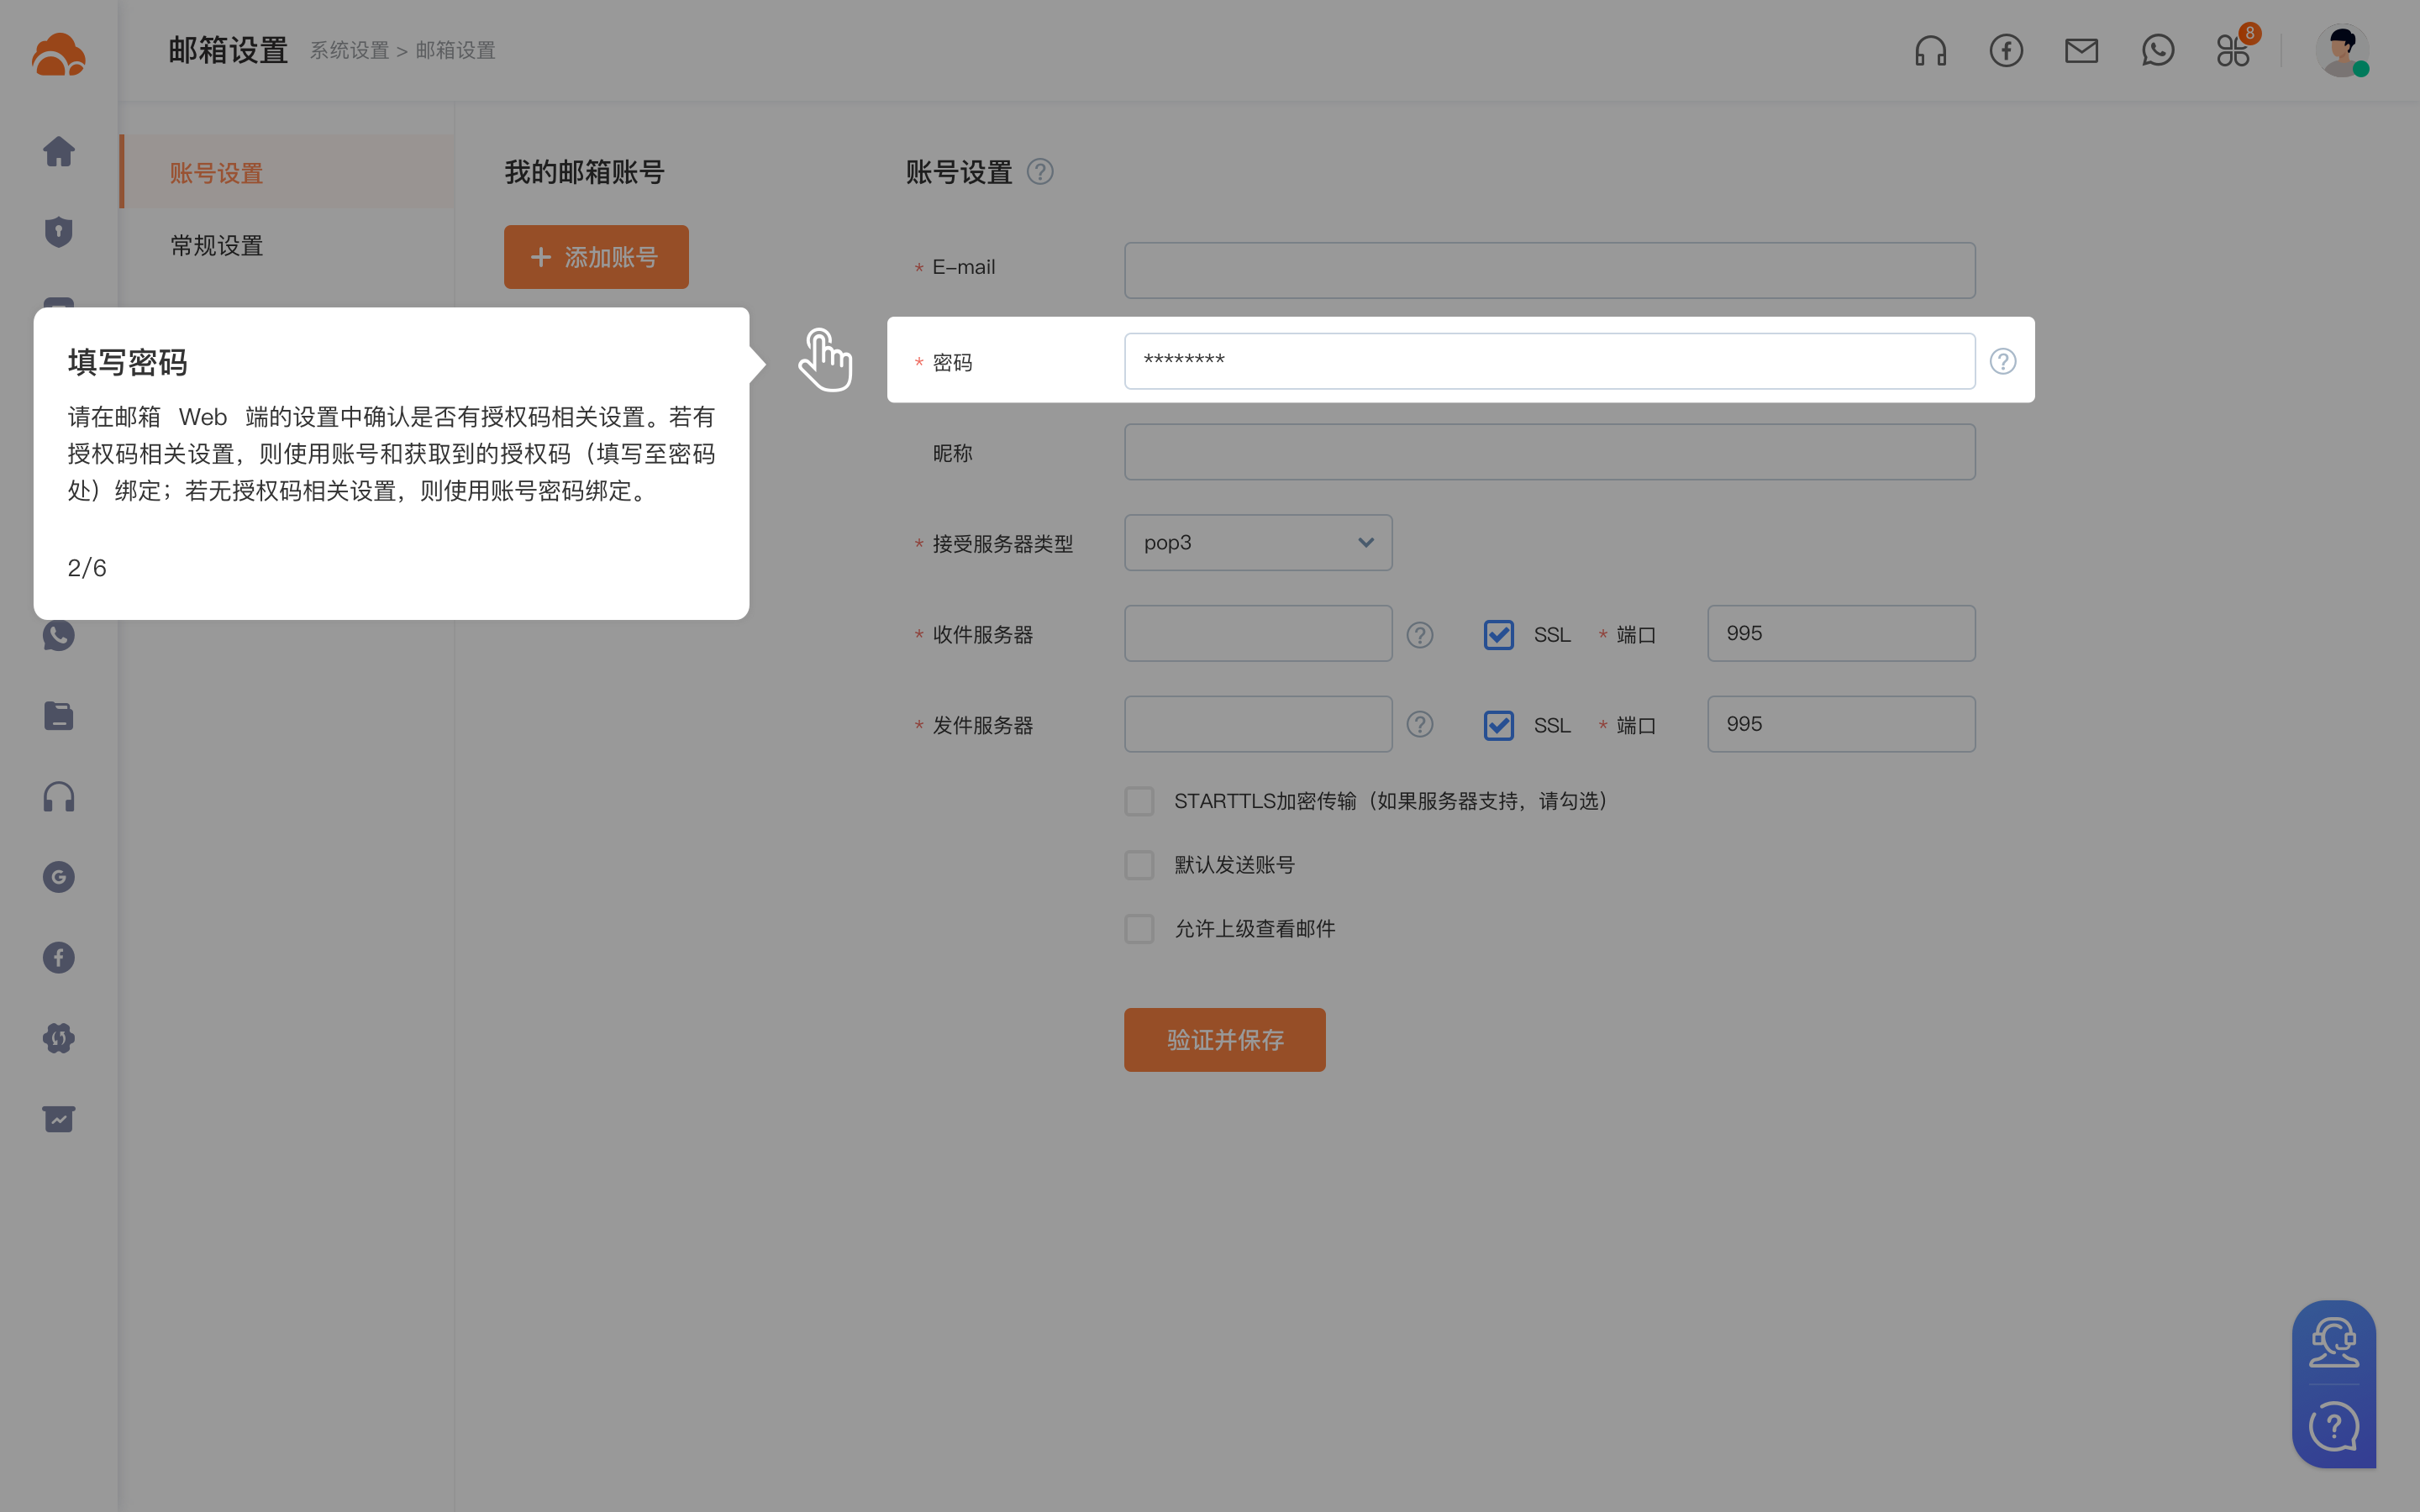 邮箱设置 系统设置 > 邮箱设置
8
账号设置
常规设置
我的邮箱账号
添加账号
账号设置
* E-mail
填写密码
请在邮箱 Web 端的设置中确认是否有授权码相关设置。若有
授权码相关设置，则使用账号和获取到的授权码（填写至密码
处）绑定；若无授权码相关设置，则使用账号密码绑定。
2/6
* 密码 ********
昵称
* 接受服务器类型 pop3
* 收件服务器 SSL * 端口 995
* 发件服务器 SSL * 端口 995
STARTTLS加密传输（如果服务器支持，请勾选）
默认发送账号
允许上级查看邮件
验证并保存